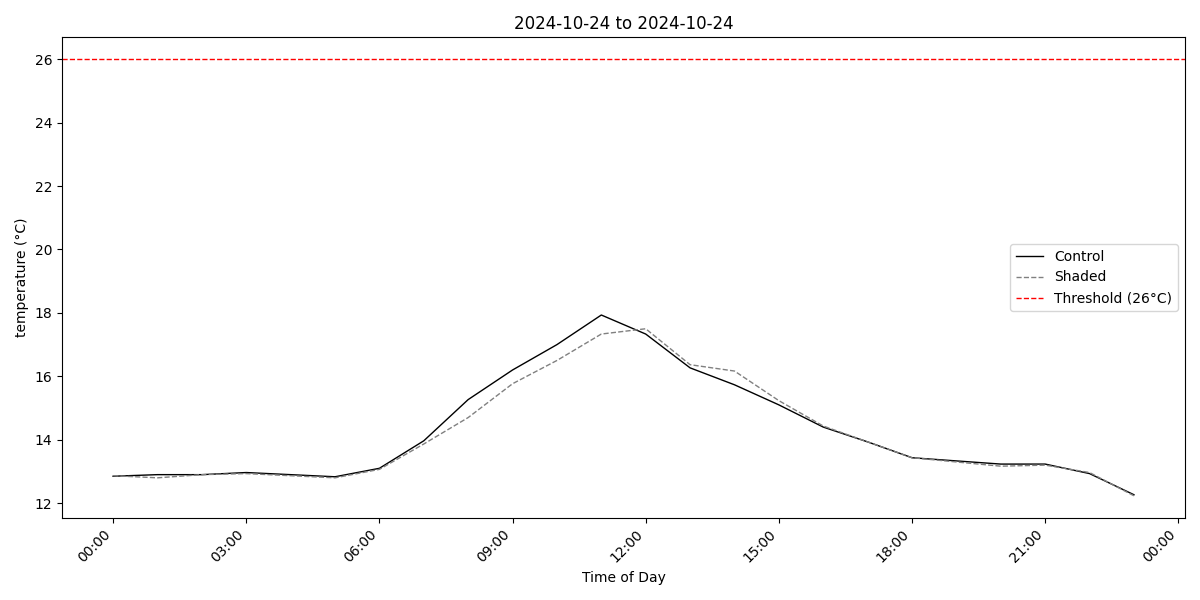 2024-10-24 to 2024-10-24
temperature (°C)
26
24
22
20
18
16
14
12
Control
Shaded
Threshold (26°C)
00:00
03:00
06:00
09:00
12:00
15:00
18:00
21:00
00:00
Time of Day